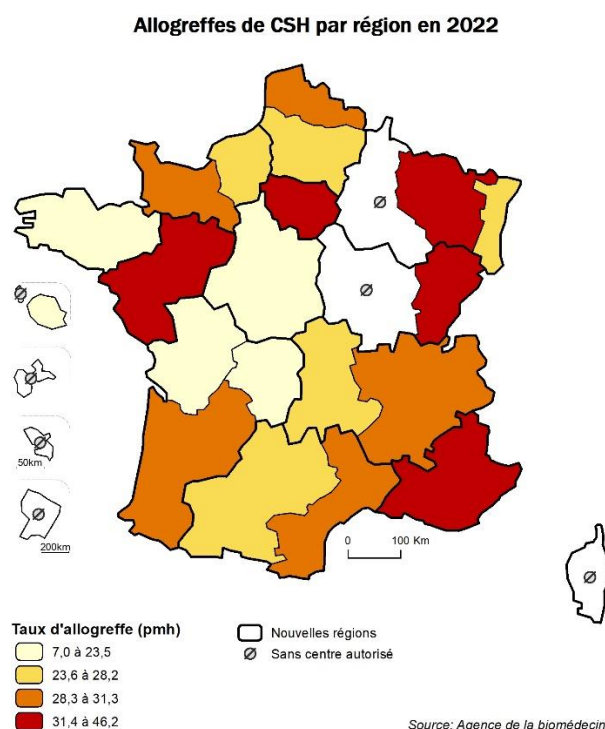 Allogreffes de CSH par région en 2022
50km
200km
0 100 Km
Taux d'allogreffe (pmh)
7,0 à 23,5
23,6 à 28,2
28,3 à 31,3
31,4 à 46,2
Nouvelles régions
Sans centre autorisé
Source: Agence de la biomédecin